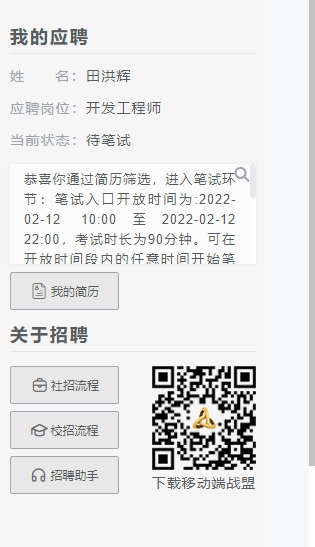 我的应聘
姓　　名：田洪辉
应聘岗位：开发工程师
当前状态：待笔试
恭喜你通过简历筛选，进入笔试环
节：笔试入口开放时间为:2022-
02-12 10:00 至 2022-02-12
22:00，考试时长为90分钟。可在
开放时间段内的任意时间开始笔
我的简历
关于招聘
社招流程
校招流程
招聘助手
下载移动端战盟